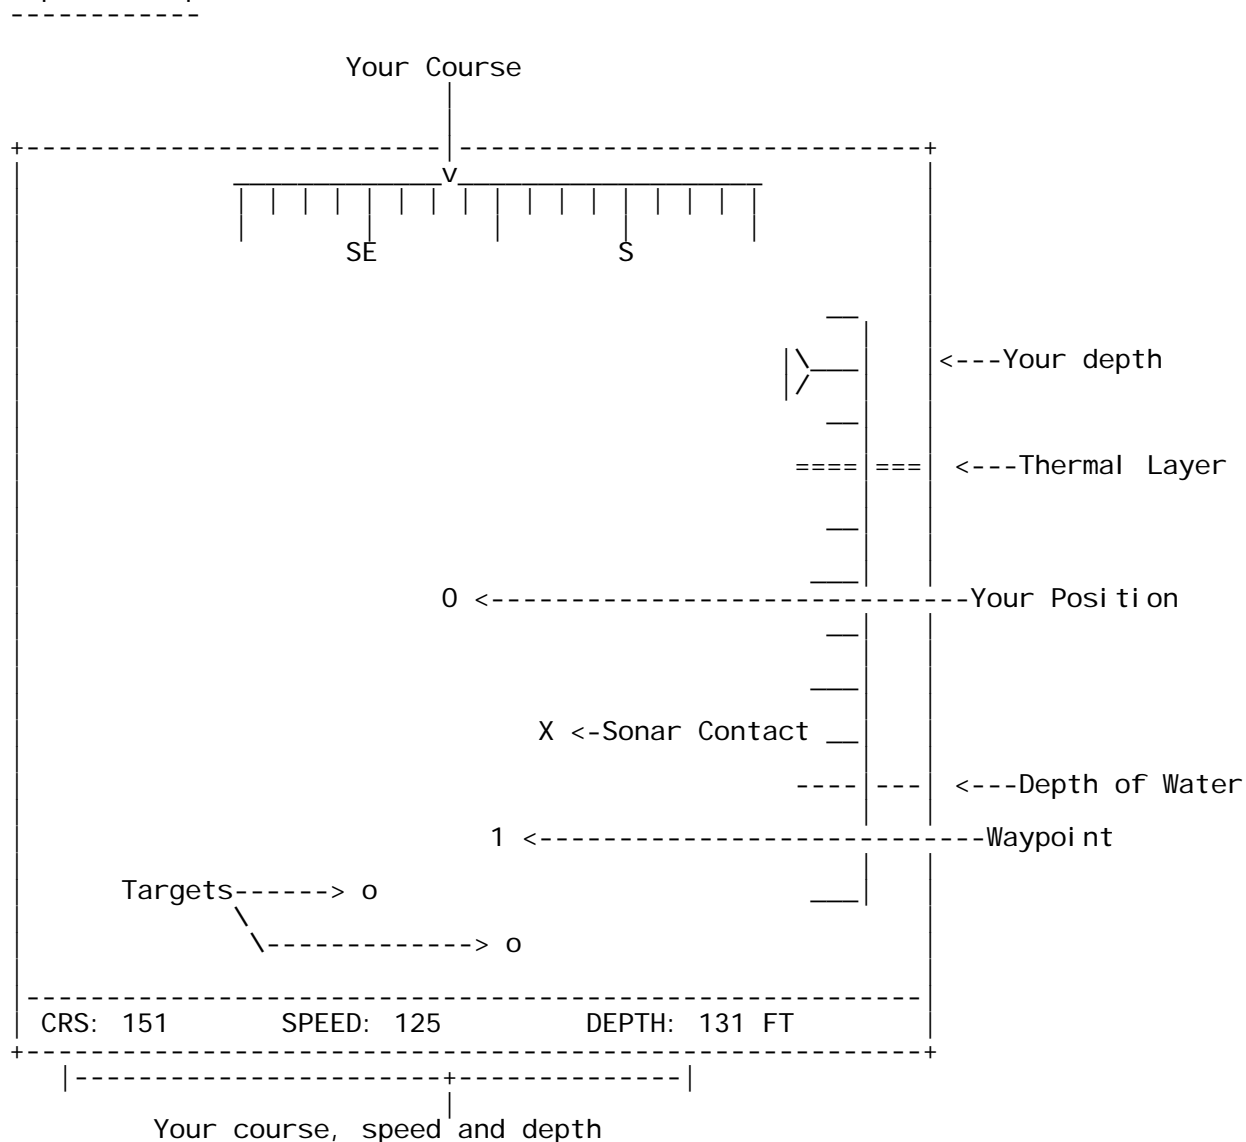 Your Course
v
SE S
<---Your depth
==== === <---Thermal Layer
O <------------------------------Your Position
X <-Sonar Contact
---- --- <---Depth of Water
1 <----------------------------Waypoint
Targets------> o
\-------------> o
CRS: 151 SPEED: 125 DEPTH: 131 FT
Your course, speed and depth